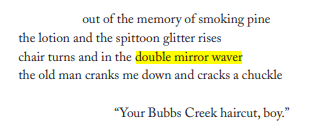 out of the memory of smoking pine
the lotion and the spittoon glitter rises
chair turns and in the double mirror waver
the old man cranks me down and cracks a chuckle
“Your Bubbs Creek haircut, boy.”